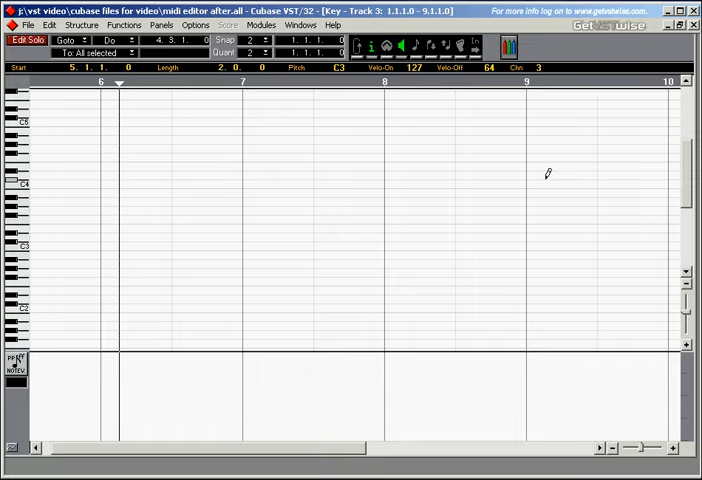 j:\vst video\cubase files for video\midi editor after.all - Cubase VST/32 - [Key - Track 3: 1.1.1.0 - 9.1.1.0]
For more info log on to www.getvstwise.com.
GetVSTwise
File Edit Structure Functions Panels Options Score Modules Windows Help
Edit Solo Goto Do 4. 3. 1. 0 Snap 2 1. 1. 1. 0 In
To: All selected Quant 2 1. 1. 1. 0
Start 5. 1. 1. 0 Length 2. 0. 0 Pitch C3 Velo-On 127 Velo-Off 64 Chn 3
6 7 8 9 10
C5
C4
C3
C2
NOTEV.